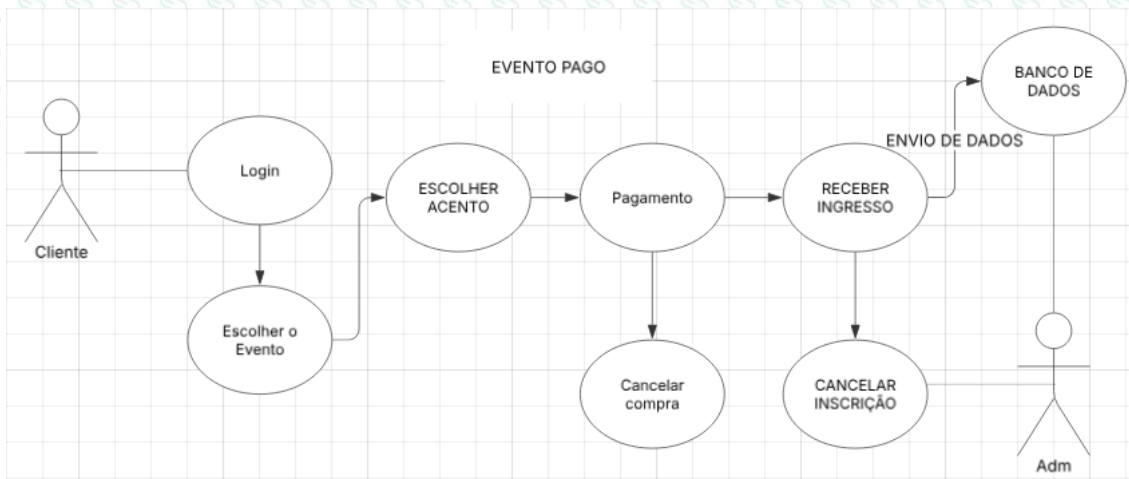 EVENTO PAGO
BANCO DE
DADOS
ENVIO DE DADOS
Login
ESCOLHER
ACENTO
Pagamento
RECEBER
INGRESSO
Cliente
Escolher o
Evento
Cancelar
compra
CANCELAR
INSCRIÇÃO
Adm